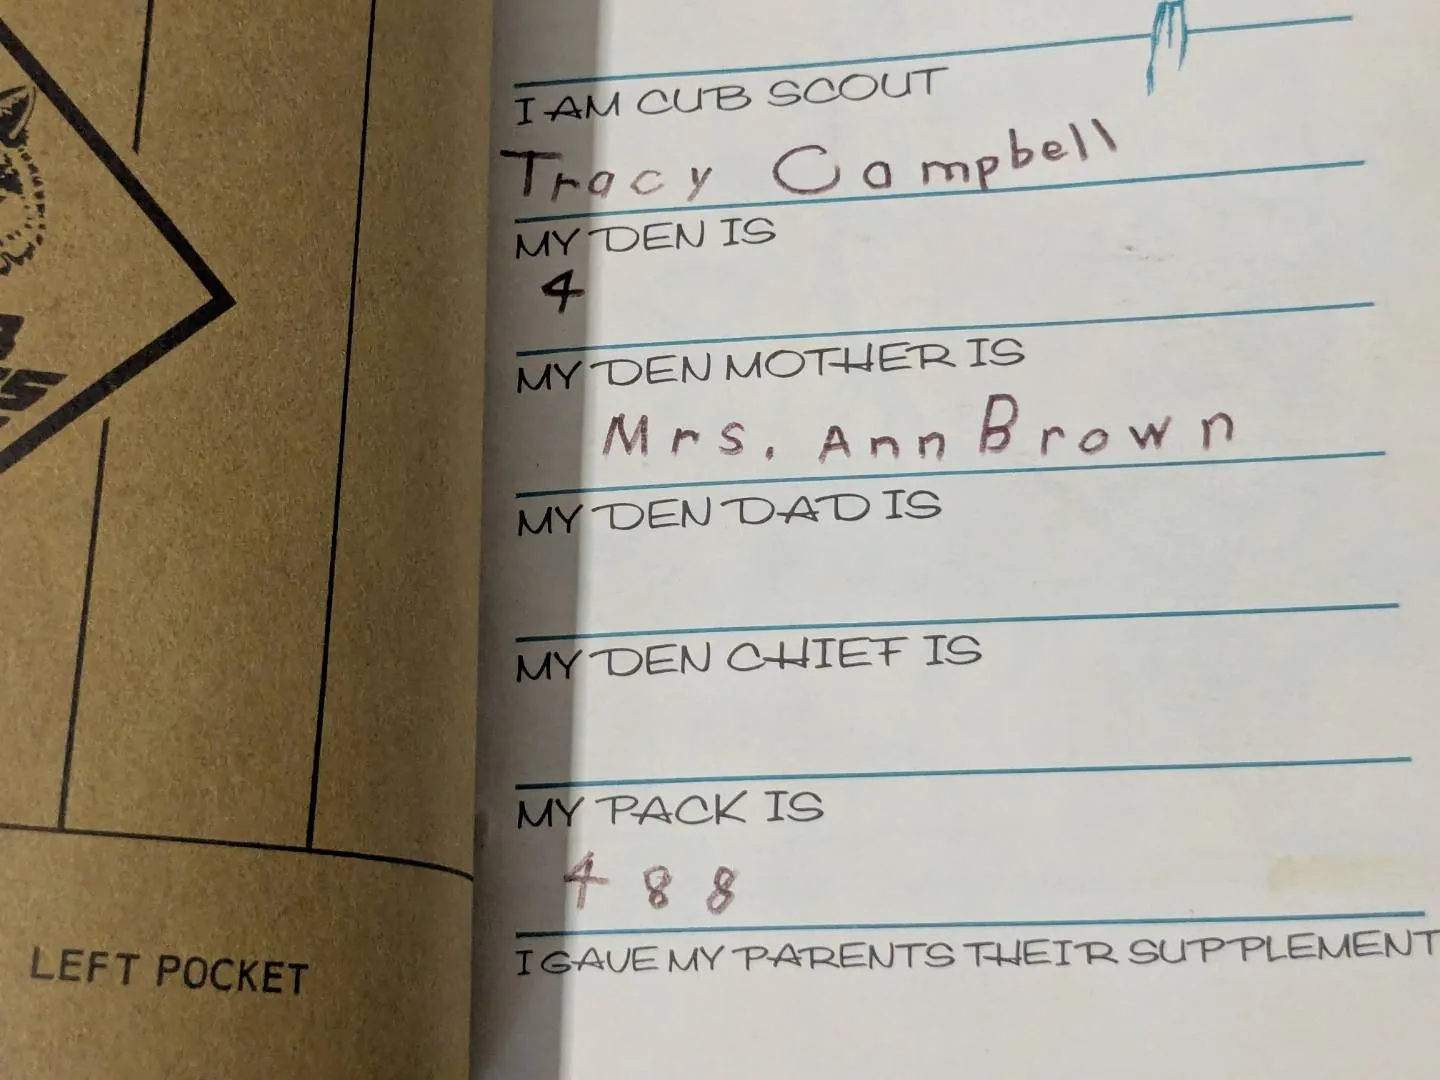 I AM CUB SCOUT
Tracy Campbell
MY DEN IS
4
MY DEN MOTHER IS
Mrs. Ann Brown
MY DEN DAD IS
MY DEN CHIEF IS
MY PACK IS
488
I GAVE MY PARENTS THEIR SUPPLEMENT
LEFT POCKET